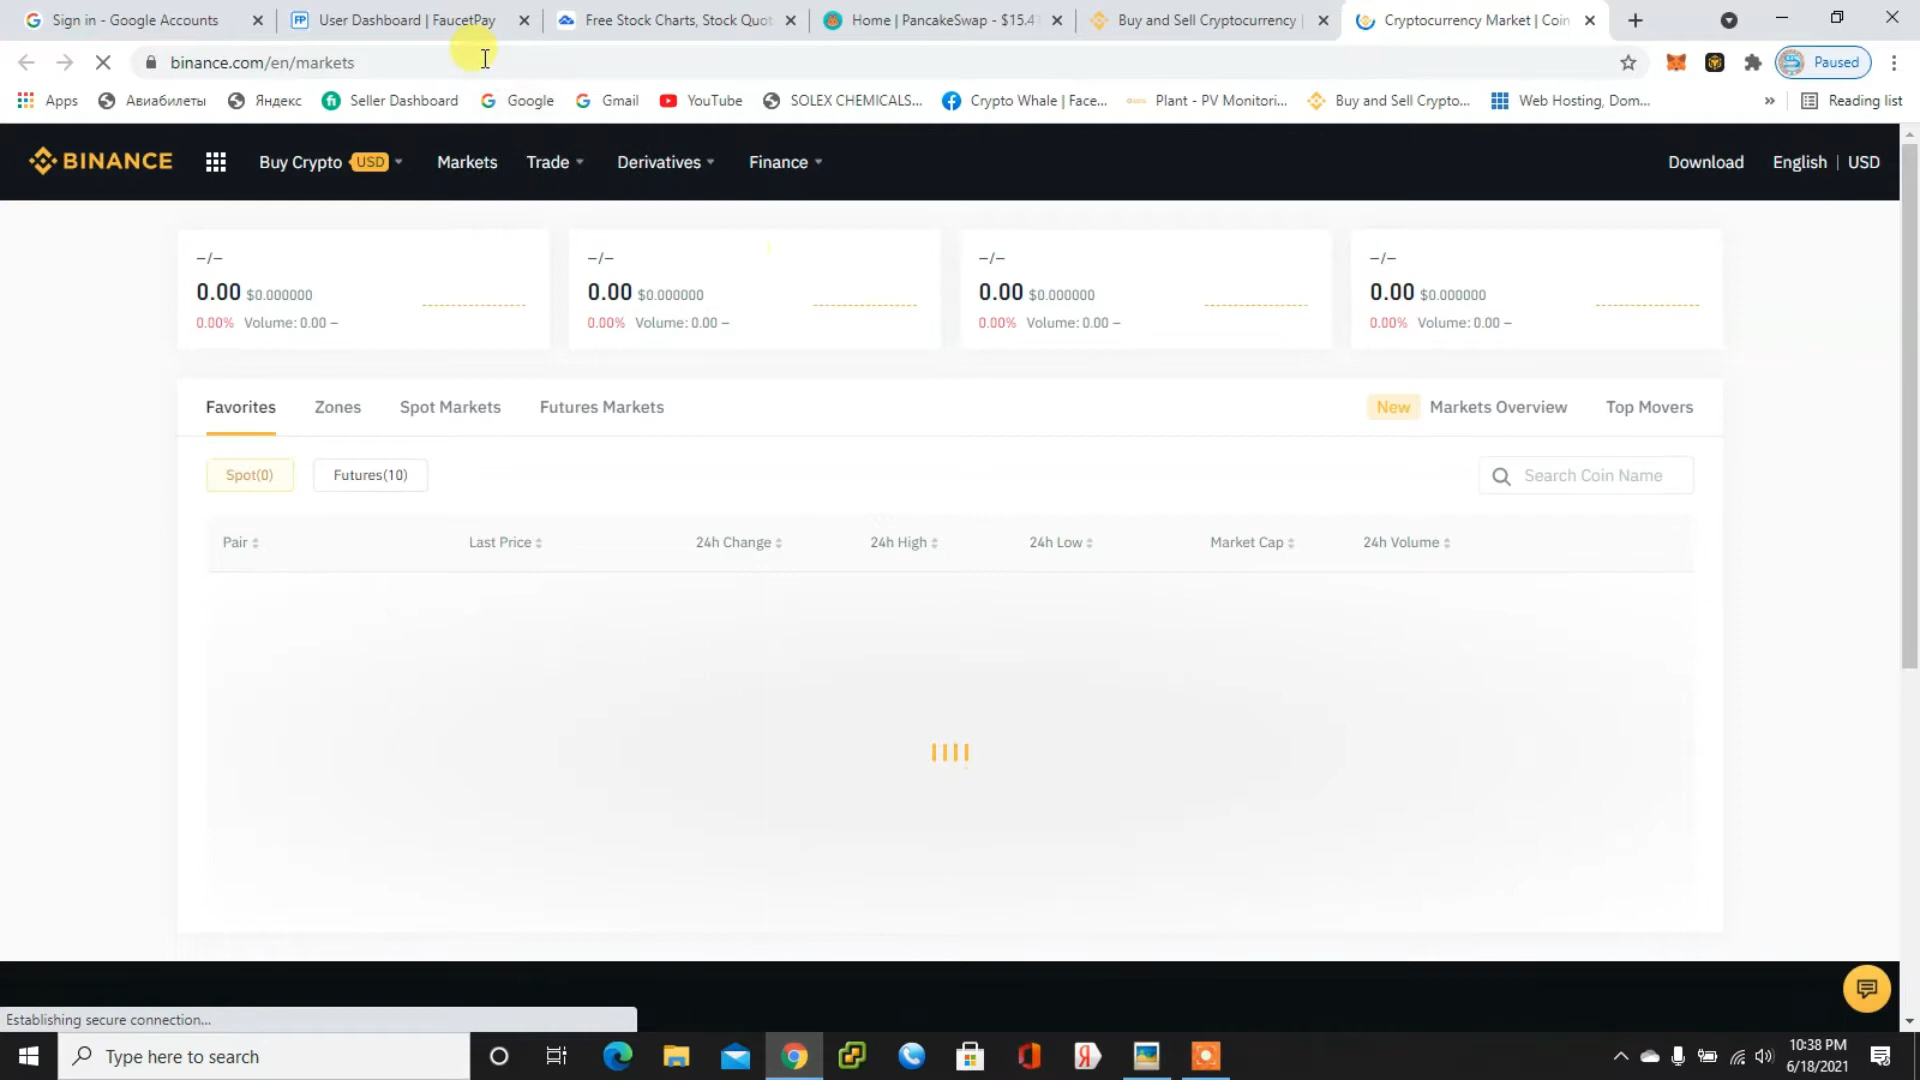 Sign in - Google Accounts
User Dashboard | FaucetPay
Free Stock Charts, Stock Quot
Home | PancakeSwap - $15.4
Buy and Sell Cryptocurrency |
Cryptocurrency Market | Coin
binance.com/en/markets
Paused
Apps
Авиабилеты
Яндекс
Seller Dashboard
Google
Gmail
YouTube
SOLEX CHEMICALS...
Crypto Whale | Face...
Plant - PV Monitori...
Buy and Sell Crypto...
Web Hosting, Dom...
»
Reading list
BINANCE
Buy Crypto USD
Markets
Trade
Derivatives
Finance
Download
English | USD
–/–
0.00 $0.000000
0.00% Volume: 0.00 –
–/–
0.00 $0.000000
0.00% Volume: 0.00 –
–/–
0.00 $0.000000
0.00% Volume: 0.00 –
–/–
0.00 $0.000000
0.00% Volume: 0.00 –
Favorites
Zones
Spot Markets
Futures Markets
New Markets Overview
Top Movers
Spot(0)
Futures(10)
Search Coin Name
Pair
Last Price
24h Change
24h High
24h Low
Market Cap
24h Volume
Establishing secure connection...
Type here to search
10:38 PM
6/18/2021